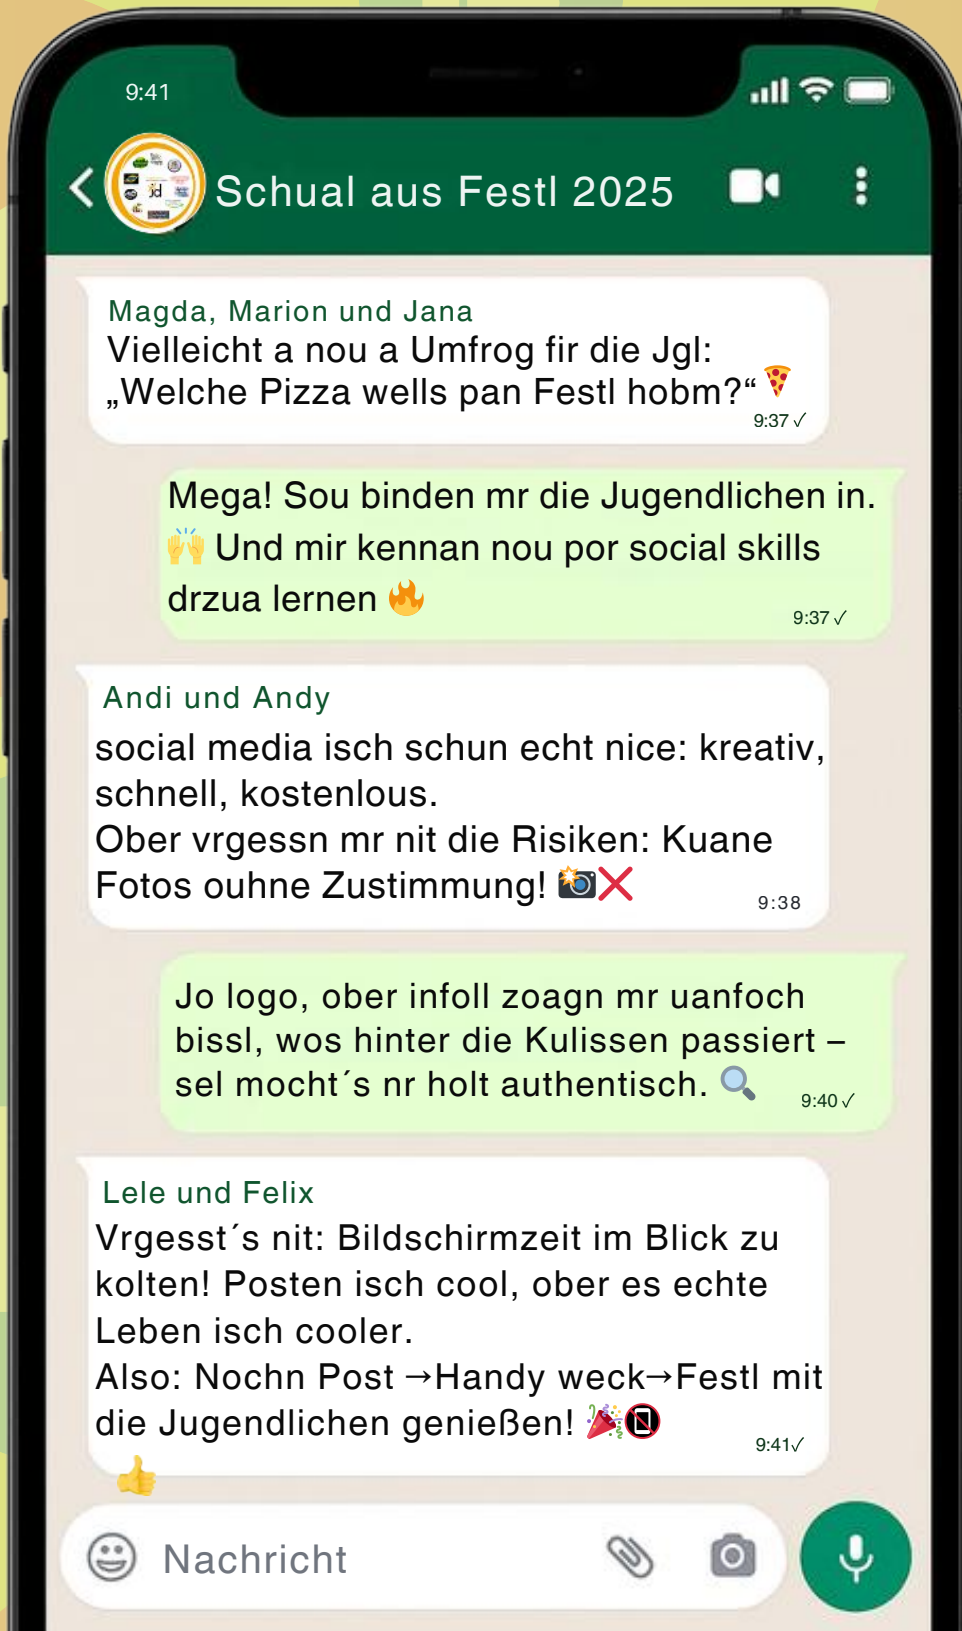 9:41
Schual aus Festl 2025
jd
Magda, Marion und Jana
Vielleicht a nou a Umfrog fir die Jgl:
„Welche Pizza wells pan Festl hobm?“🍕
9:37 ✓
Mega! Sou binden mr die Jugendlichen in.
🙌 Und mir kennan nou por social skills
drzua lernen 🔥
9:37 ✓
Andi und Andy
social media isch schun echt nice: kreativ,
schnell, kostenlous.
Ober vrgessn mr nit die Risiken: Kuane
Fotos ouhne Zustimmung! 📸❌
9:38
Jo logo, ober infoll zoagn mr uanfoch
bissl, wos hinter die Kulissen passiert –
sel mocht´s nr holt authentisch. 🔍
9:40 ✓
Lele und Felix
Vrgesst´s nit: Bildschirmzeit im Blick zu
kolten! Posten isch cool, ober es echte
Leben isch cooler.
Also: Nochn Post →Handy weck→Festl mit
die Jugendlichen genießen! 🎉📵
9:41✓
👍
Nachricht